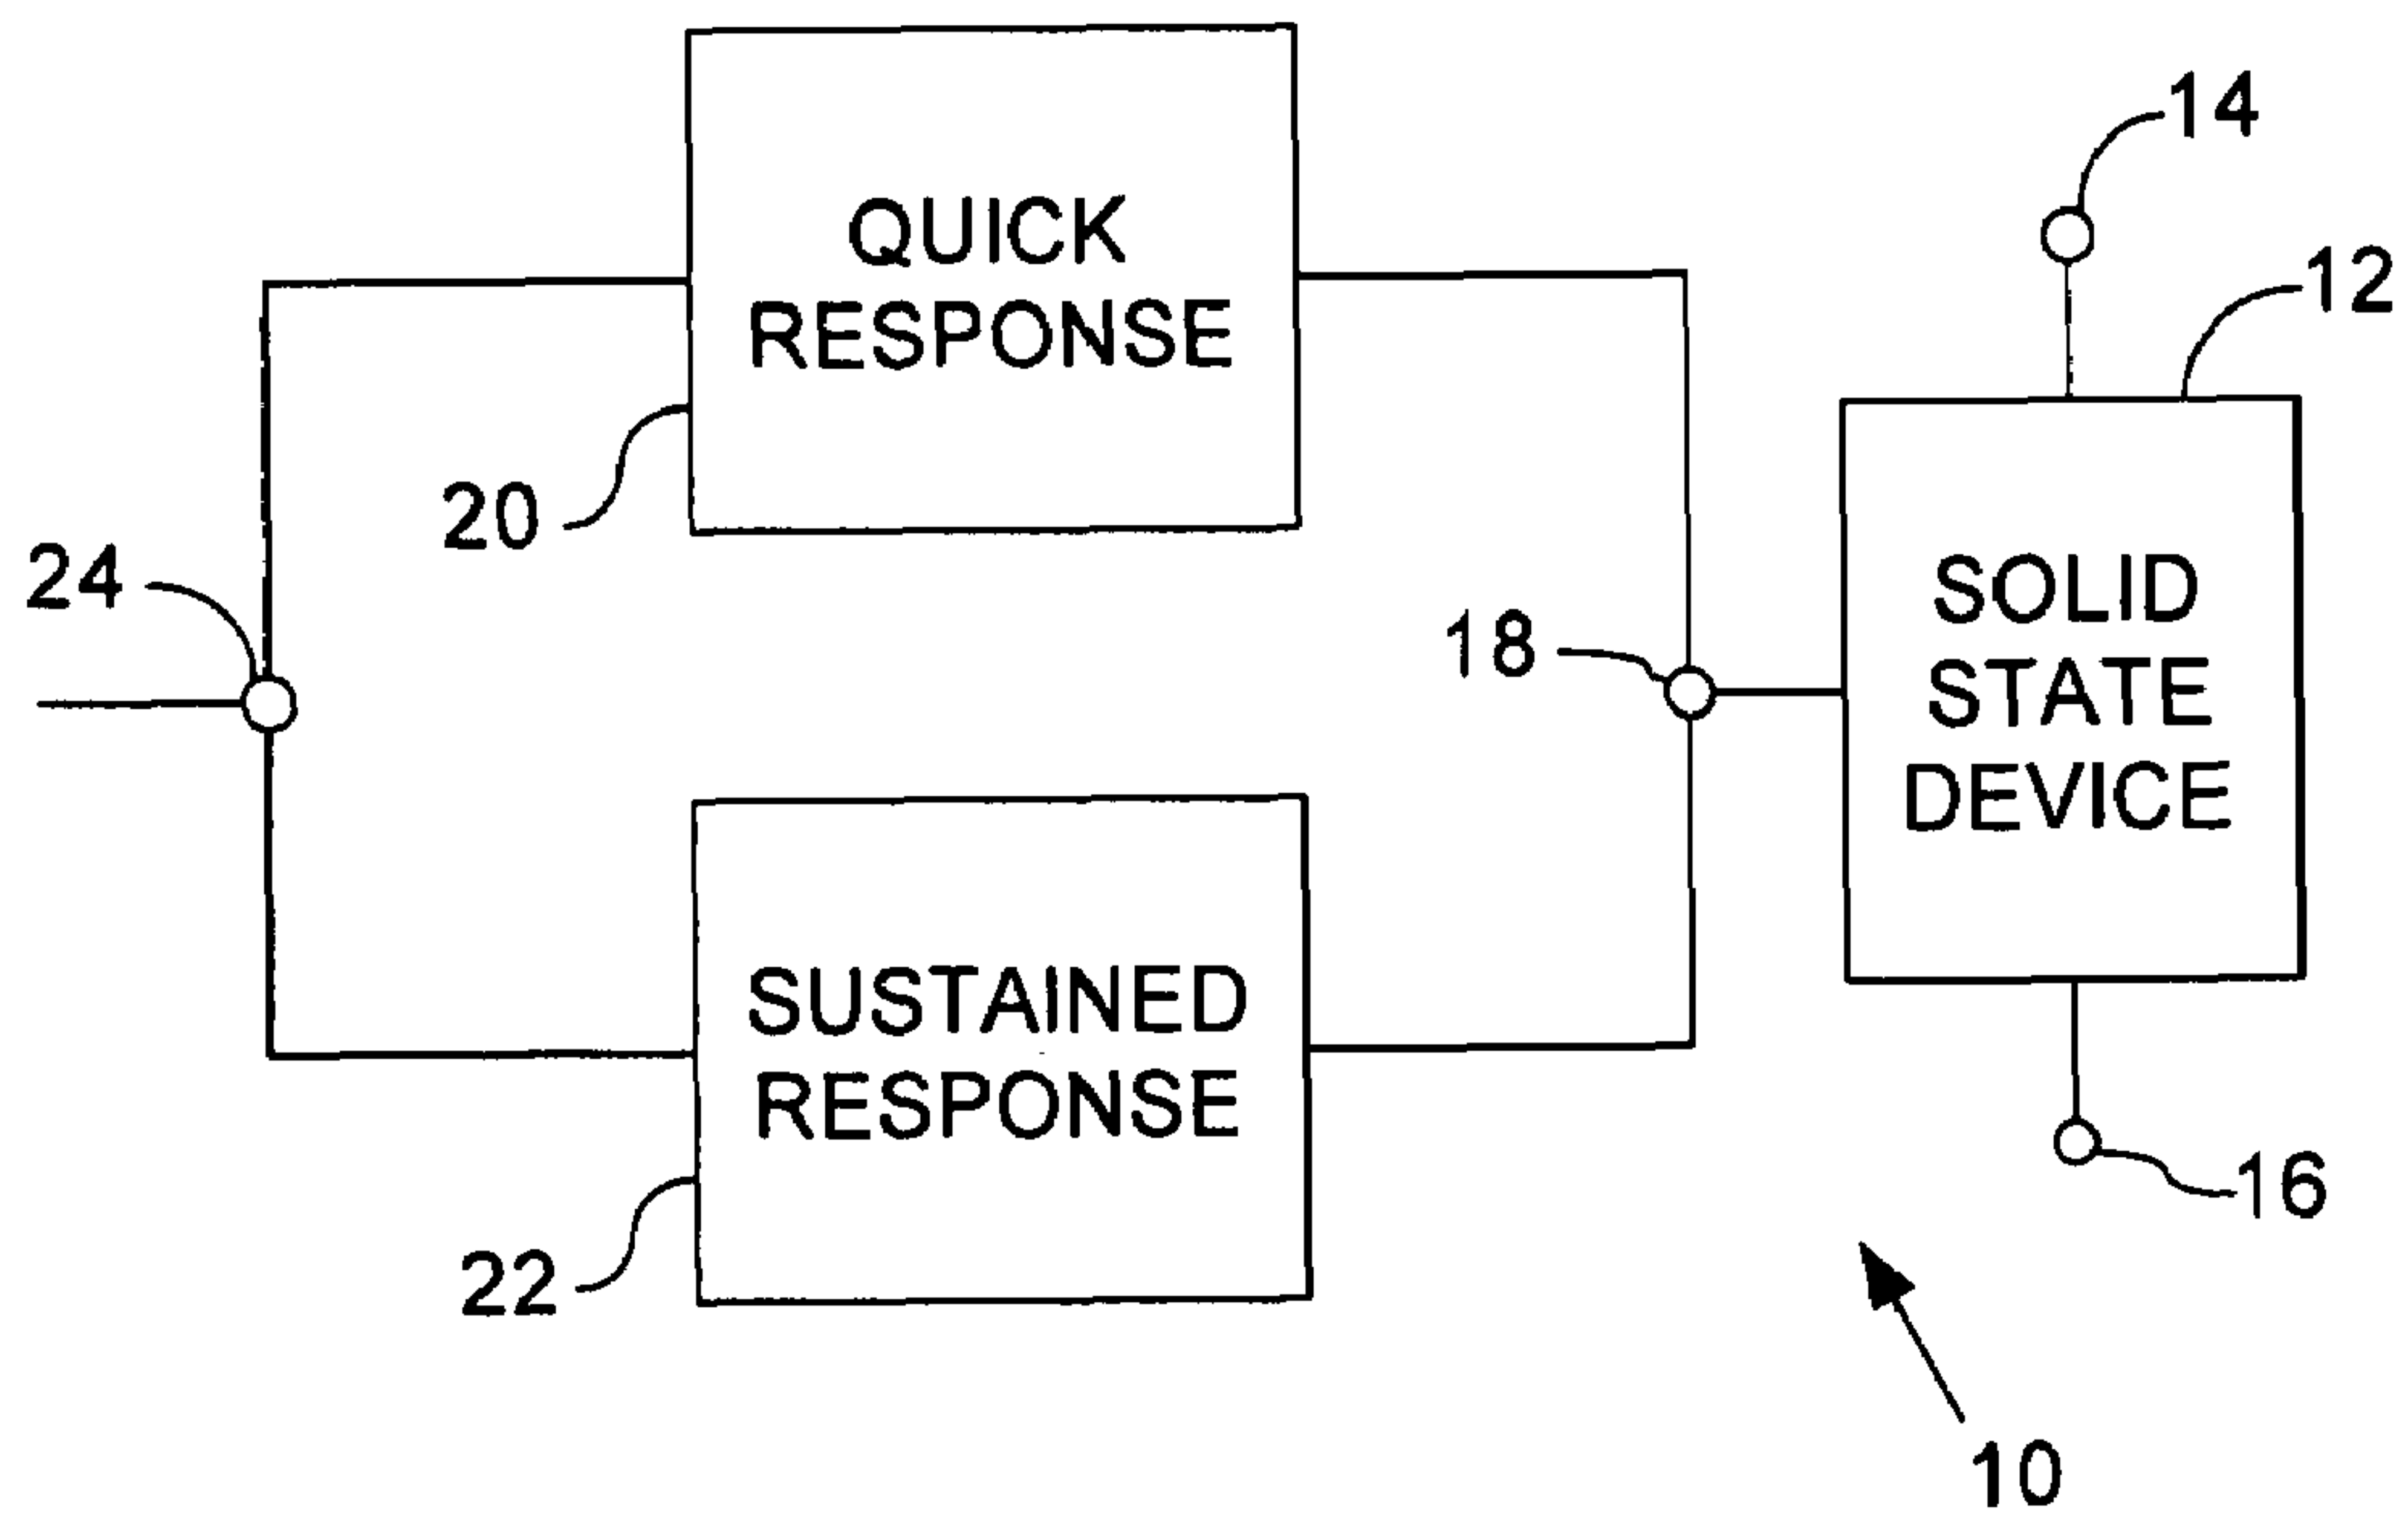 14
12
QUICK
RESPONSE
20
24
18
SOLID
STATE
DEVICE
SUSTAINED
RESPONSE
22
16
10